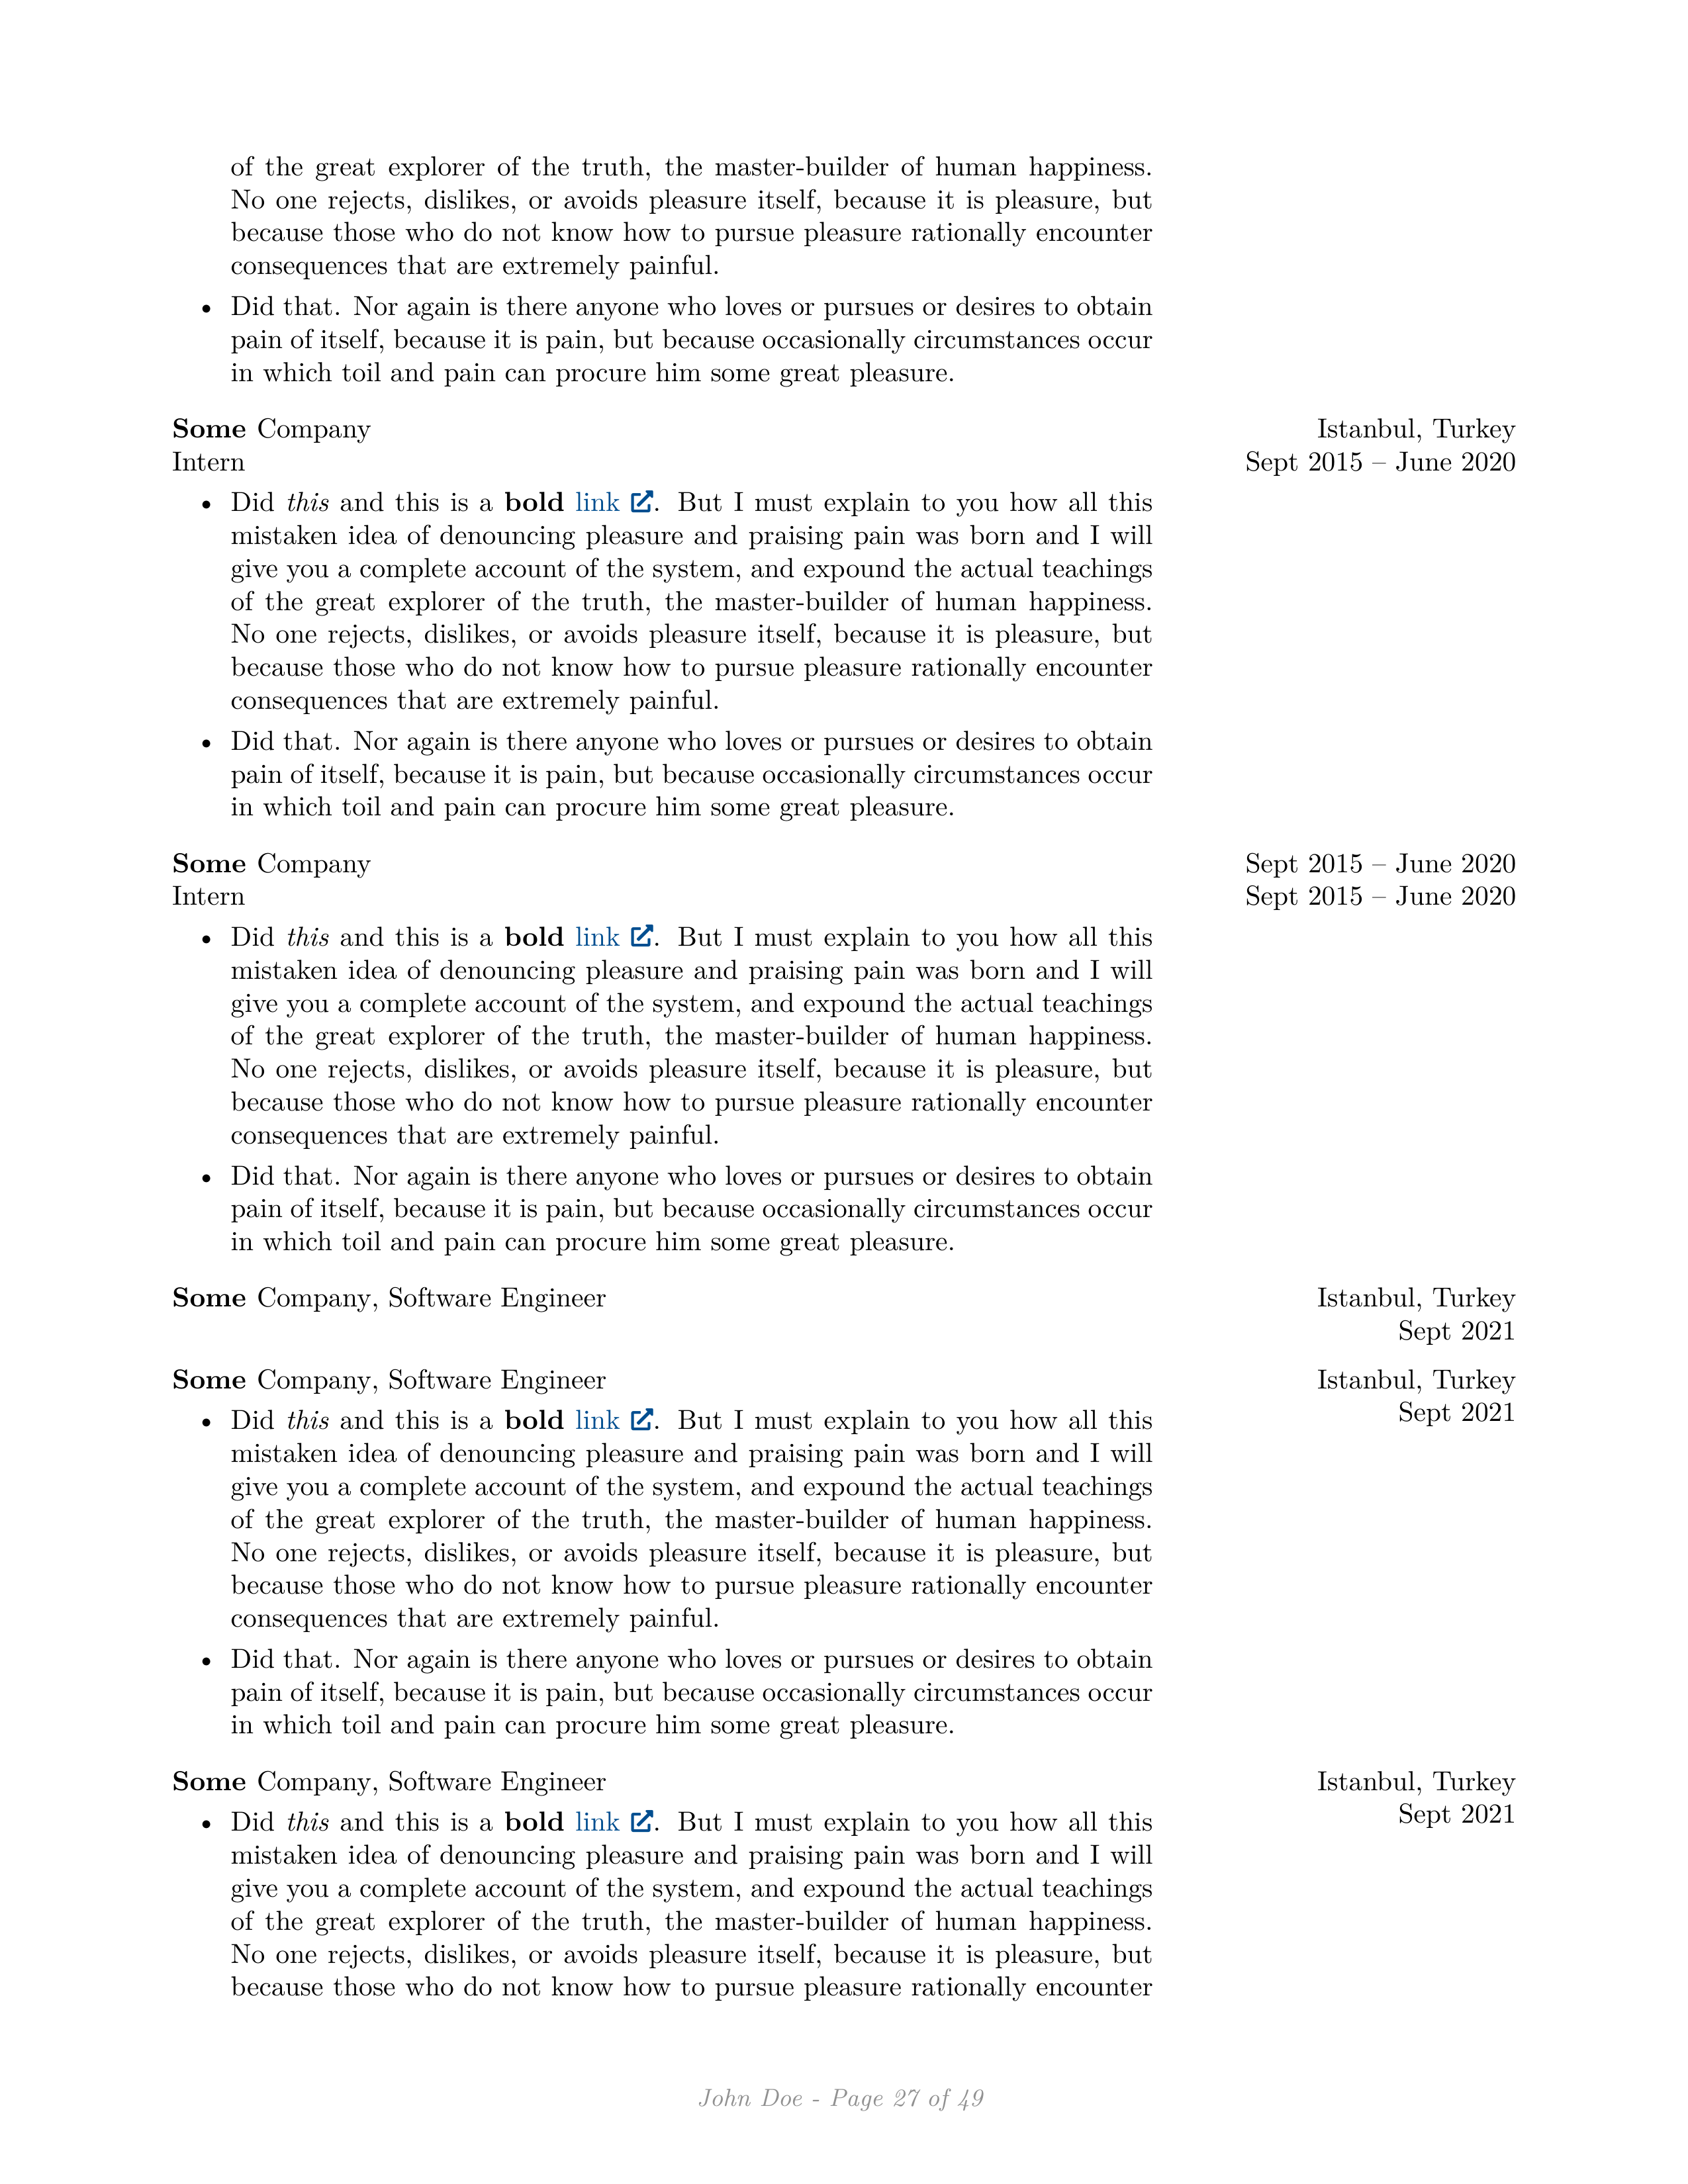 of the great explorer of the truth, the master-builder of human happiness.
No one rejects, dislikes, or avoids pleasure itself, because it is pleasure, but
because those who do not know how to pursue pleasure rationally encounter
consequences that are extremely painful.
• Did that. Nor again is there anyone who loves or pursues or desires to obtain
pain of itself, because it is pain, but because occasionally circumstances occur
in which toil and pain can procure him some great pleasure.
Some Company Istanbul, Turkey
Intern Sept 2015 – June 2020
• Did this and this is a bold link. But I must explain to you how all this
mistaken idea of denouncing pleasure and praising pain was born and I will
give you a complete account of the system, and expound the actual teachings
of the great explorer of the truth, the master-builder of human happiness.
No one rejects, dislikes, or avoids pleasure itself, because it is pleasure, but
because those who do not know how to pursue pleasure rationally encounter
consequences that are extremely painful.
• Did that. Nor again is there anyone who loves or pursues or desires to obtain
pain of itself, because it is pain, but because occasionally circumstances occur
in which toil and pain can procure him some great pleasure.
Some Company Sept 2015 – June 2020
Intern Sept 2015 – June 2020
• Did this and this is a bold link. But I must explain to you how all this
mistaken idea of denouncing pleasure and praising pain was born and I will
give you a complete account of the system, and expound the actual teachings
of the great explorer of the truth, the master-builder of human happiness.
No one rejects, dislikes, or avoids pleasure itself, because it is pleasure, but
because those who do not know how to pursue pleasure rationally encounter
consequences that are extremely painful.
• Did that. Nor again is there anyone who loves or pursues or desires to obtain
pain of itself, because it is pain, but because occasionally circumstances occur
in which toil and pain can procure him some great pleasure.
Some Company, Software Engineer Istanbul, Turkey
Sept 2021
Some Company, Software Engineer Istanbul, Turkey
Sept 2021
• Did this and this is a bold link. But I must explain to you how all this
mistaken idea of denouncing pleasure and praising pain was born and I will
give you a complete account of the system, and expound the actual teachings
of the great explorer of the truth, the master-builder of human happiness.
No one rejects, dislikes, or avoids pleasure itself, because it is pleasure, but
because those who do not know how to pursue pleasure rationally encounter
consequences that are extremely painful.
• Did that. Nor again is there anyone who loves or pursues or desires to obtain
pain of itself, because it is pain, but because occasionally circumstances occur
in which toil and pain can procure him some great pleasure.
Some Company, Software Engineer Istanbul, Turkey
Sept 2021
• Did this and this is a bold link. But I must explain to you how all this
mistaken idea of denouncing pleasure and praising pain was born and I will
give you a complete account of the system, and expound the actual teachings
of the great explorer of the truth, the master-builder of human happiness.
No one rejects, dislikes, or avoids pleasure itself, because it is pleasure, but
because those who do not know how to pursue pleasure rationally encounter
John Doe - Page 27 of 49